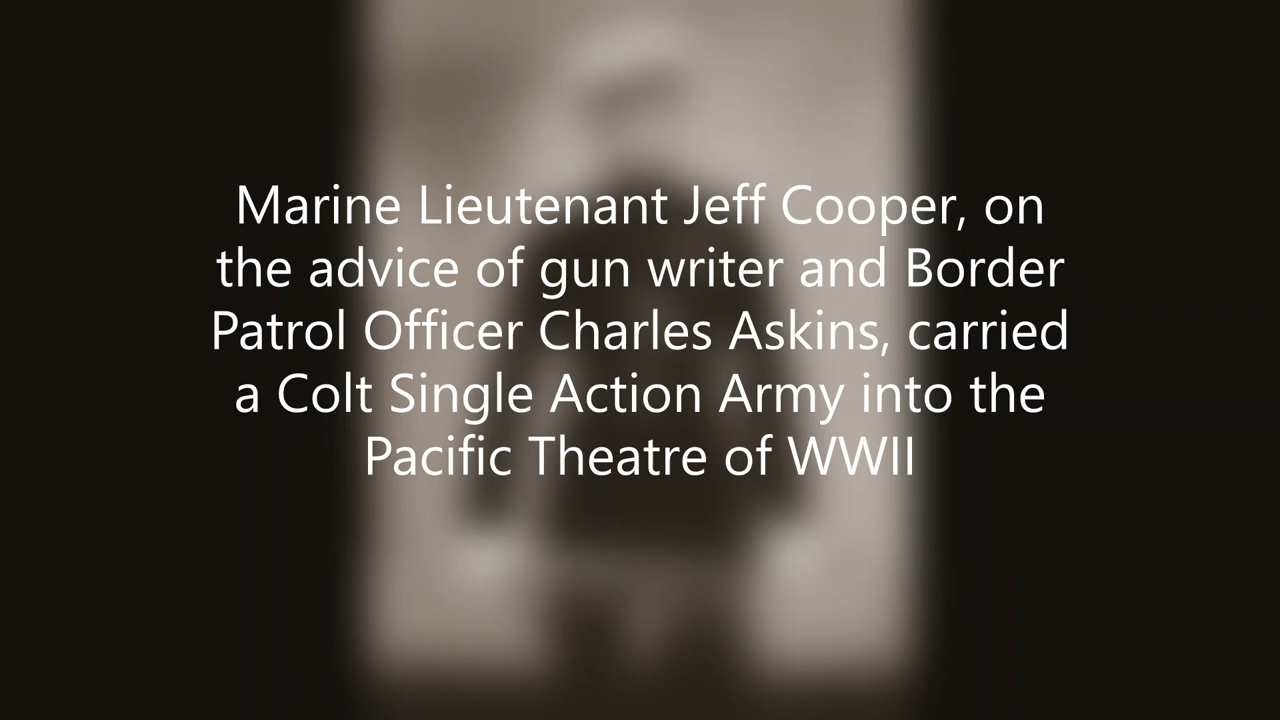 Marine Lieutenant Jeff Cooper, on
the advice of gun writer and Border
Patrol Officer Charles Askins, carried
a Colt Single Action Army into the
Pacific Theatre of WWII